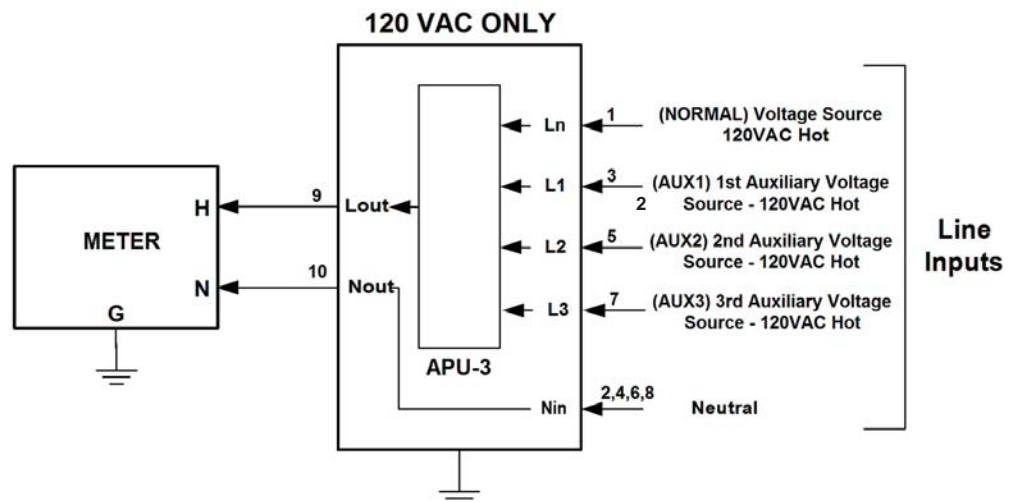 120 VAC ONLY
1
Ln
(NORMAL) Voltage Source
120VAC Hot
3
2
L1
(AUX1) 1st Auxiliary Voltage
Source - 120VAC Hot
5
L2
(AUX2) 2nd Auxiliary Voltage
Source - 120VAC Hot
7
L3
(AUX3) 3rd Auxiliary Voltage
Source - 120VAC Hot
Line
Inputs
METER
H
N
G
9
10
Lout
Nout
APU-3
2,4,6,8
Nin
Neutral